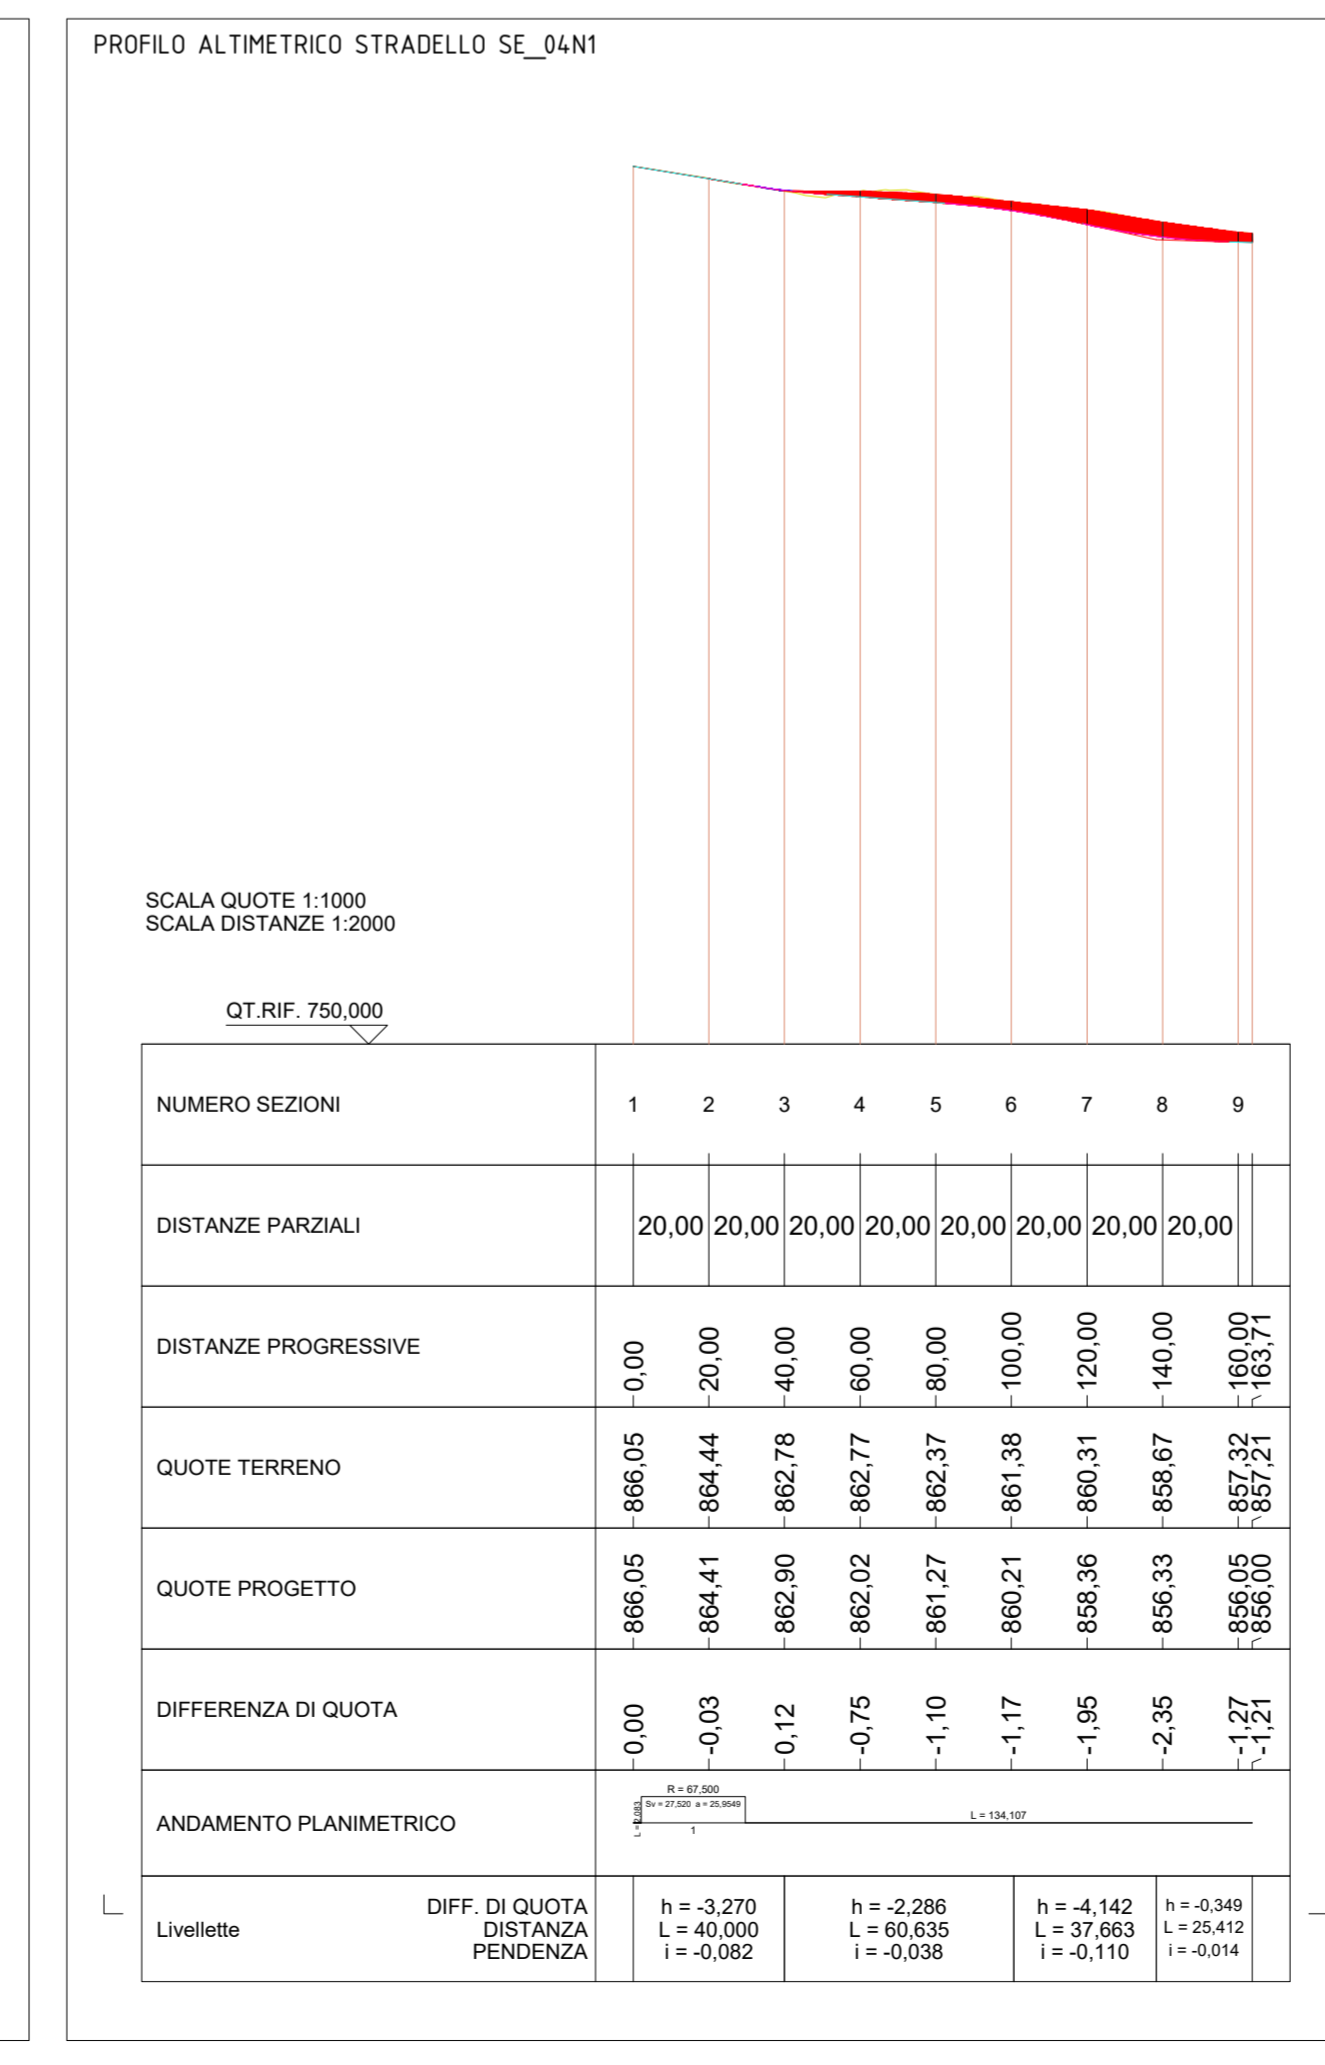 PROFILO ALTIMETRICO STRADELLO SE_04N1
SCALA QUOTE 1:1000
SCALA DISTANZE 1:2000
QT.RIF. 750,000
NUMERO SEZIONI 1 2 3 4 5 6 7 8 9
DISTANZE PARZIALI 20,00 20,00 20,00 20,00 20,00 20,00 20,00 20,00
DISTANZE PROGRESSIVE 0,00 20,00 40,00 60,00 80,00 100,00 120,00 140,00 160,00 163,71
QUOTE TERRENO 866,05 864,44 862,78 862,77 862,37 861,38 860,31 858,67 857,32 857,21
QUOTE PROGETTO 866,05 864,41 862,90 862,02 861,27 860,21 858,36 856,33 856,05 856,00
DIFFERENZA DI QUOTA 0,00 -0,03 0,12 -0,75 -1,10 -1,17 -1,95 -2,35 -1,27 -1,21
ANDAMENTO PLANIMETRICO
L = 2,083
R = 67,500
Sv = 27,520 a = 25,9549
1
L = 134,107
Livellette
DIFF. DI QUOTA h = -3,270 h = -2,286 h = -4,142 h = -0,349
DISTANZA L = 40,000 L = 60,635 L = 37,663 L = 25,412
PENDENZA i = -0,082 i = -0,038 i = -0,110 i = -0,014